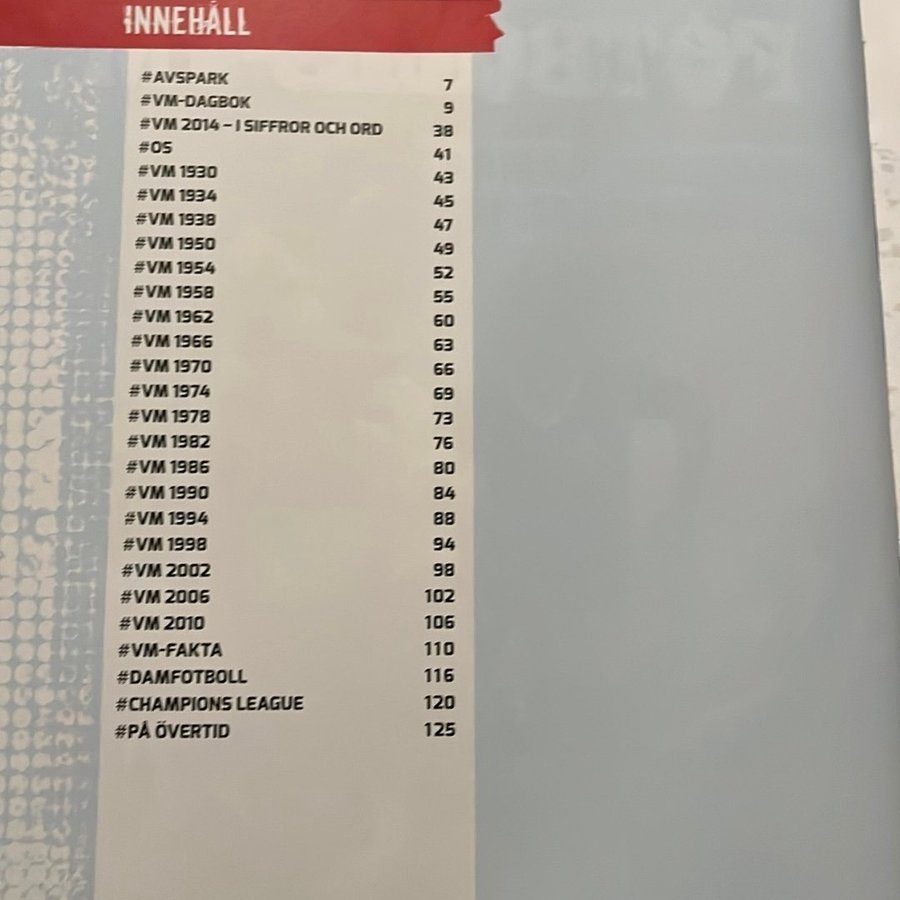 INNEHÅLL
#AVSPARK 7
#VM-DAGBOK 9
#VM 2014 – I SIFFROR OCH ORD 38
#OS 41
#VM 1930 43
#VM 1934 45
#VM 1938 47
#VM 1950 49
#VM 1954 52
#VM 1958 55
#VM 1962 60
#VM 1966 63
#VM 1970 66
#VM 1974 69
#VM 1978 73
#VM 1982 76
#VM 1986 80
#VM 1990 84
#VM 1994 88
#VM 1998 94
#VM 2002 98
#VM 2006 102
#VM 2010 106
#VM-FAKTA 110
#DAMFOTBOLL 116
#CHAMPIONS LEAGUE 120
#PÅ ÖVERTID 125